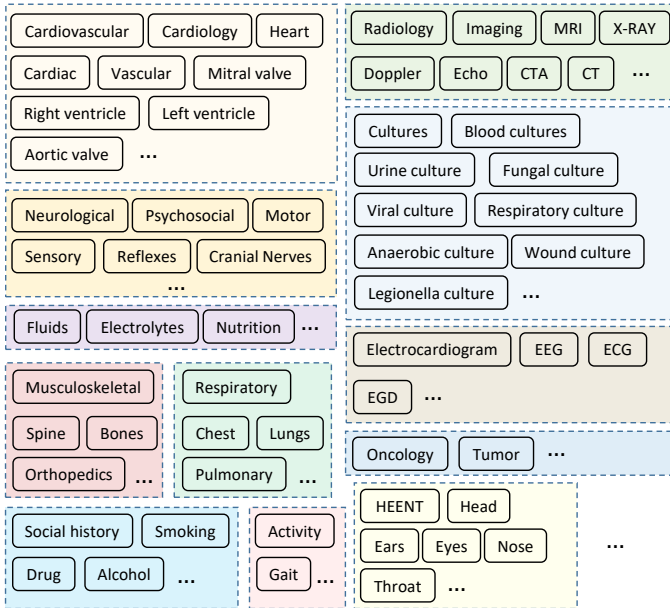 Cardiovascular Cardiology Heart
Cardiac Vascular Mitral valve
Right ventricle Left ventricle
Aortic valve ...
Radiology Imaging MRI X-RAY
Doppler Echo CTA CT ...
Cultures Blood cultures
Urine culture Fungal culture
Viral culture Respiratory culture
Anaerobic culture Wound culture
Legionella culture ...
Neurological Psychosocial Motor
Sensory Reflexes Cranial Nerves
...
Fluids Electrolytes Nutrition ...
Electrocardiogram EEG ECG
EGD ...
Musculoskeletal
Spine Bones
Orthopedics ...
Respiratory
Chest Lungs
Pulmonary ...
Oncology Tumor ...
Social history Smoking
Drug Alcohol ...
Activity
Gait ...
HEENT Head
Ears Eyes Nose
Throat ...
...